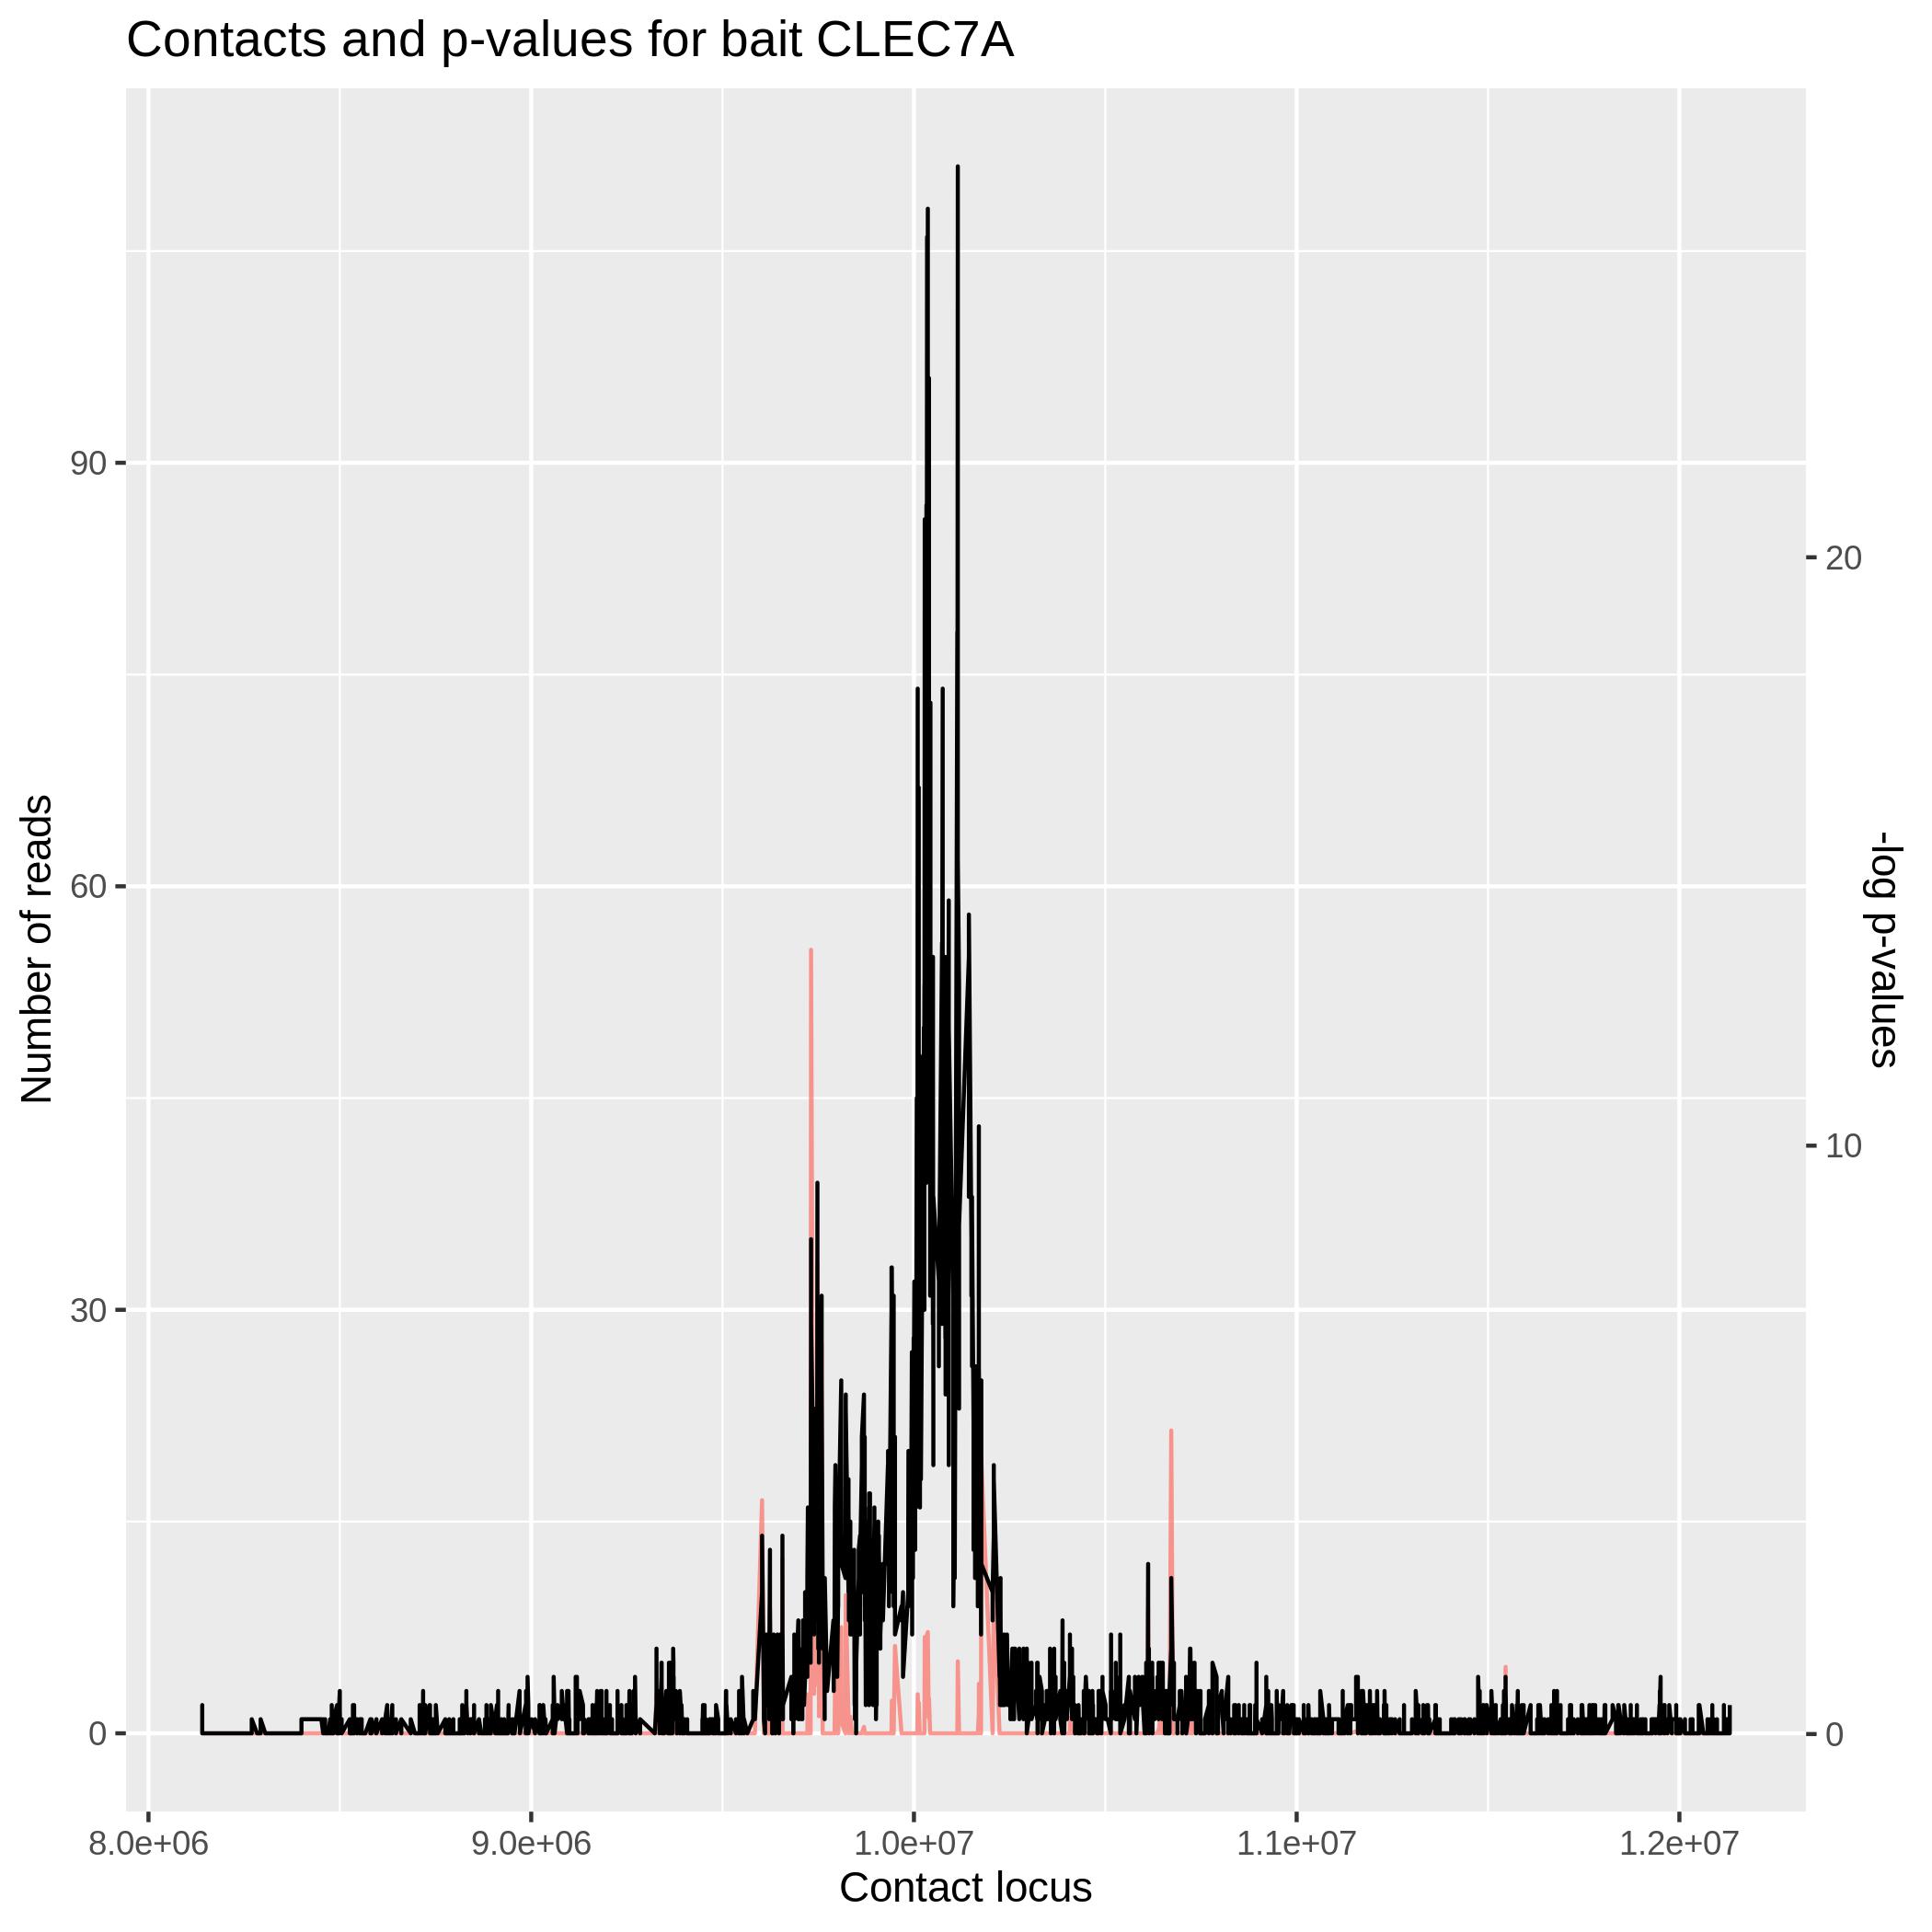 Contacts and p-values for bait CLEC7A
90
60
30
0
Number of reads
20
10
0
-log p-values
8.0e+06
9.0e+06
1.0e+07
1.1e+07
1.2e+07
Contact locus